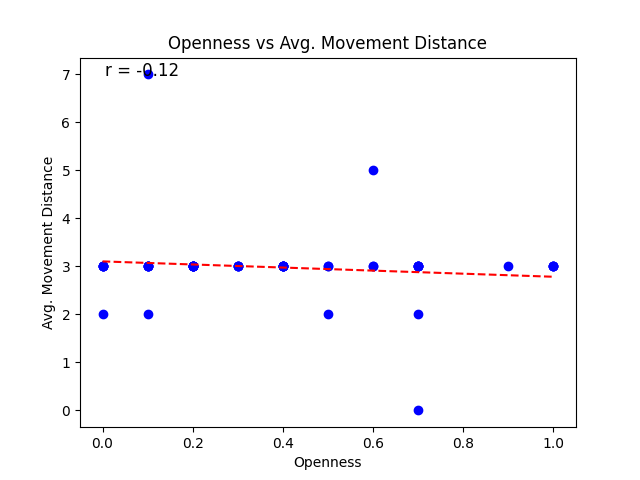 Openness vs Avg. Movement Distance
r = -0.12
7
6
5
4
3
2
1
0
Avg. Movement Distance
0.0 0.2 0.4 0.6 0.8 1.0
Openness